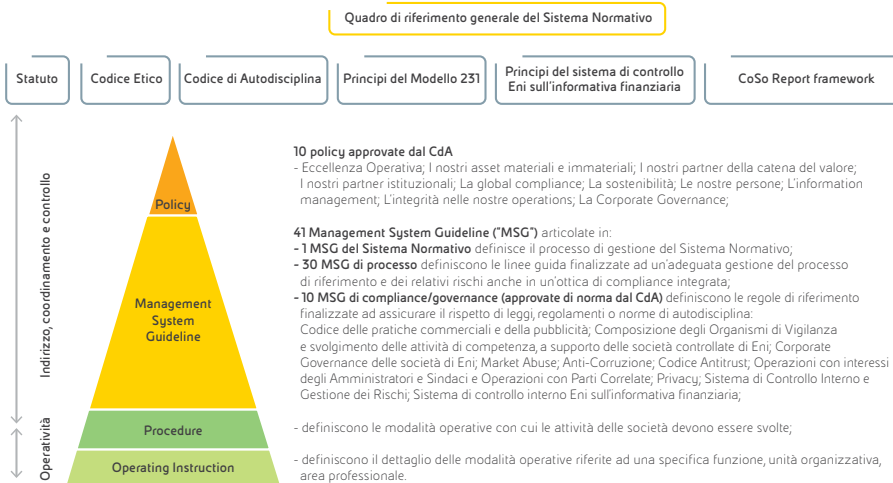 Quadro di riferimento generale del Sistema Normativo
Statuto
Codice Etico
Codice di Autodisciplina
Principi del Modello 231
Principi del sistema di controllo
Eni sull'informativa finanziaria
CoSo Report framework
Indirizzo, coordinamento e controllo
Operatività
Policy
Management
System
Guideline
Procedure
Operating Instruction
10 policy approvate dal CdA
- Eccellenza Operativa; I nostri asset materiali e immateriali; I nostri partner della catena del valore;
I nostri partner istituzionali; La global compliance; La sostenibilità; Le nostre persone; L'information
management; L'integrità nelle nostre operations; La Corporate Governance;
41 Management System Guideline ("MSG") articolate in:
- 1 MSG del Sistema Normativo definisce il processo di gestione del Sistema Normativo;
- 30 MSG di processo definiscono le linee guida finalizzate ad un'adeguata gestione del processo
di riferimento e dei relativi rischi anche in un'ottica di compliance integrata;
- 10 MSG di compliance/governance (approvate di norma dal CdA) definiscono le regole di riferimento
finalizzate ad assicurare il rispetto di leggi, regolamenti o norme di autodisciplina:
Codice delle pratiche commerciali e della pubblicità; Composizione degli Organismi di Vigilanza
e svolgimento delle attività di competenza, a supporto delle società controllate di Eni; Corporate
Governance delle società di Eni; Market Abuse; Anti-Corruzione; Codice Antitrust; Operazioni con interessi
degli Amministratori e Sindaci e Operazioni con Parti Correlate; Privacy; Sistema di Controllo Interno e
Gestione dei Rischi; Sistema di controllo interno Eni sull'informativa finanziaria;
- definiscono le modalità operative con cui le attività delle società devono essere svolte;
- definiscono il dettaglio delle modalità operative riferite ad una specifica funzione, unità organizzativa,
area professionale.